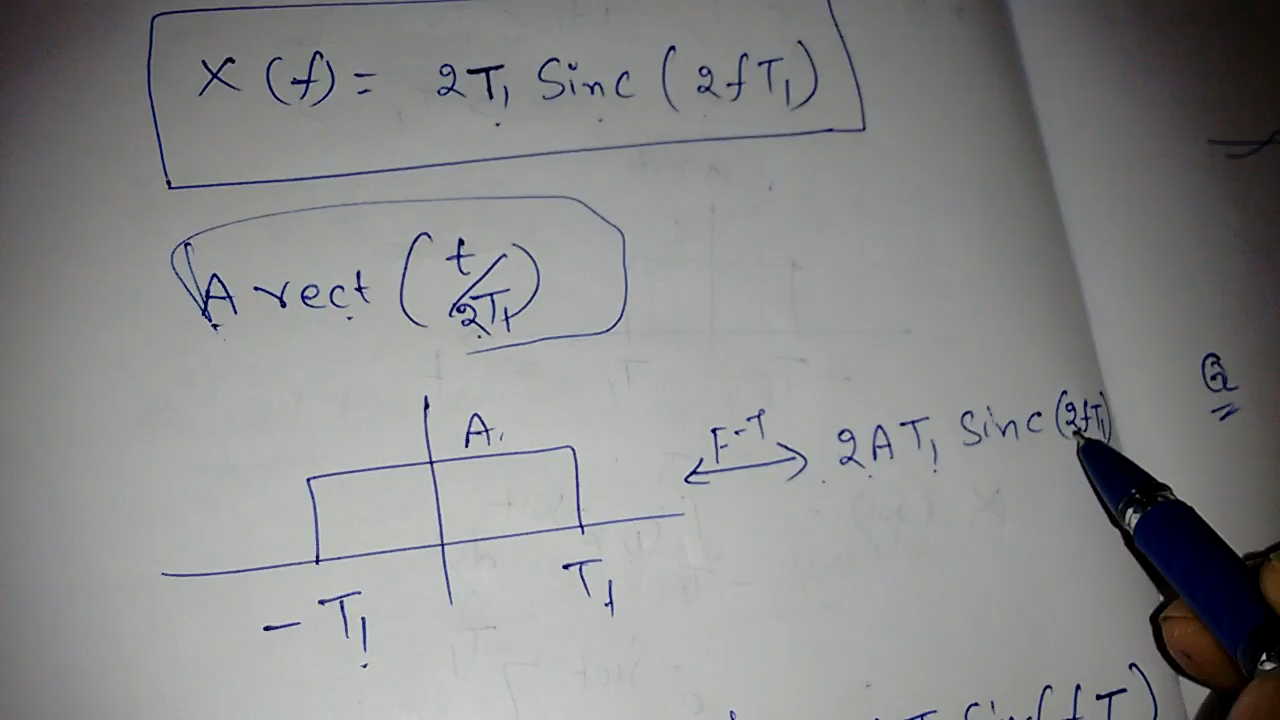 X (f) = 2T₁ Sinc (2fT₁)
A rect (t/2T₁)
A
F-T
2AT₁ Sinc (2fT₁)
Q
- T₁
T₁